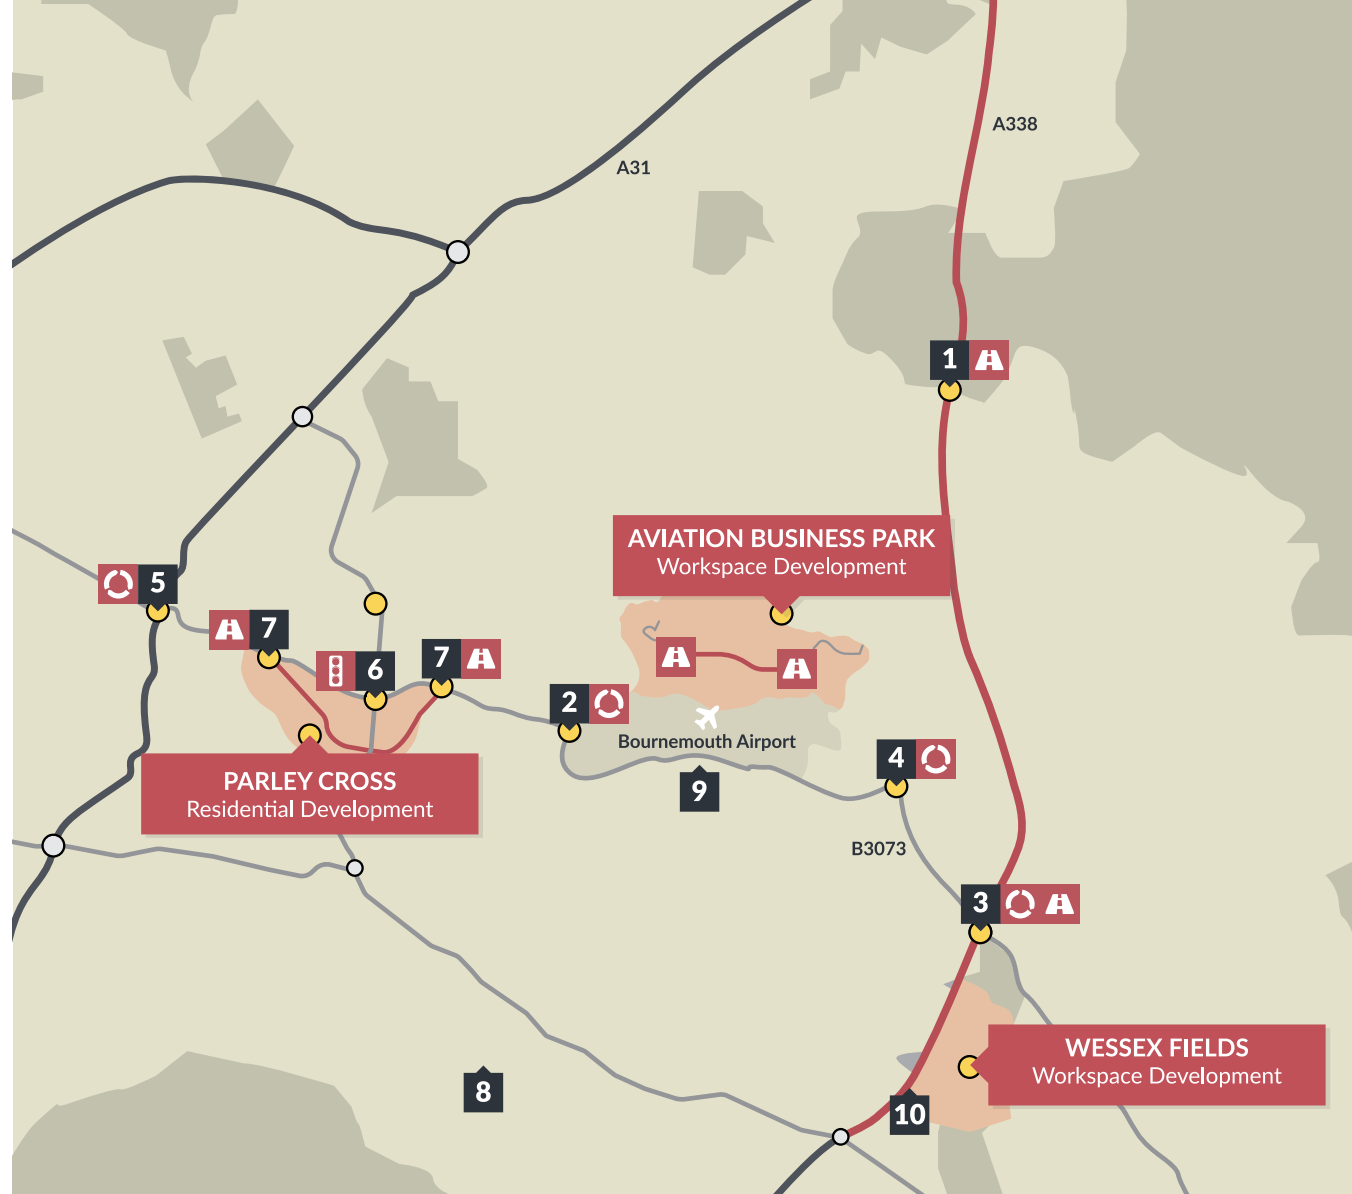 A338
A31
1
AVIATION BUSINESS PARK
Workspace Development
5
7
6
7
2
Bournemouth Airport
4
9
PARLEY CROSS
Residential Development
B3073
3
WESSEX FIELDS
Workspace Development
8
10